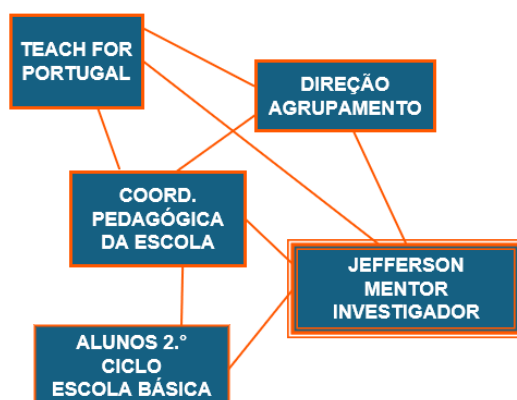 TEACH FOR
PORTUGAL
DIREÇÃO
AGRUPAMENTO
COORD.
PEDAGÓGICA
DA ESCOLA
JEFFERSON
MENTOR
INVESTIGADOR
ALUNOS 2.°
CICLO
ESCOLA BÁSICA